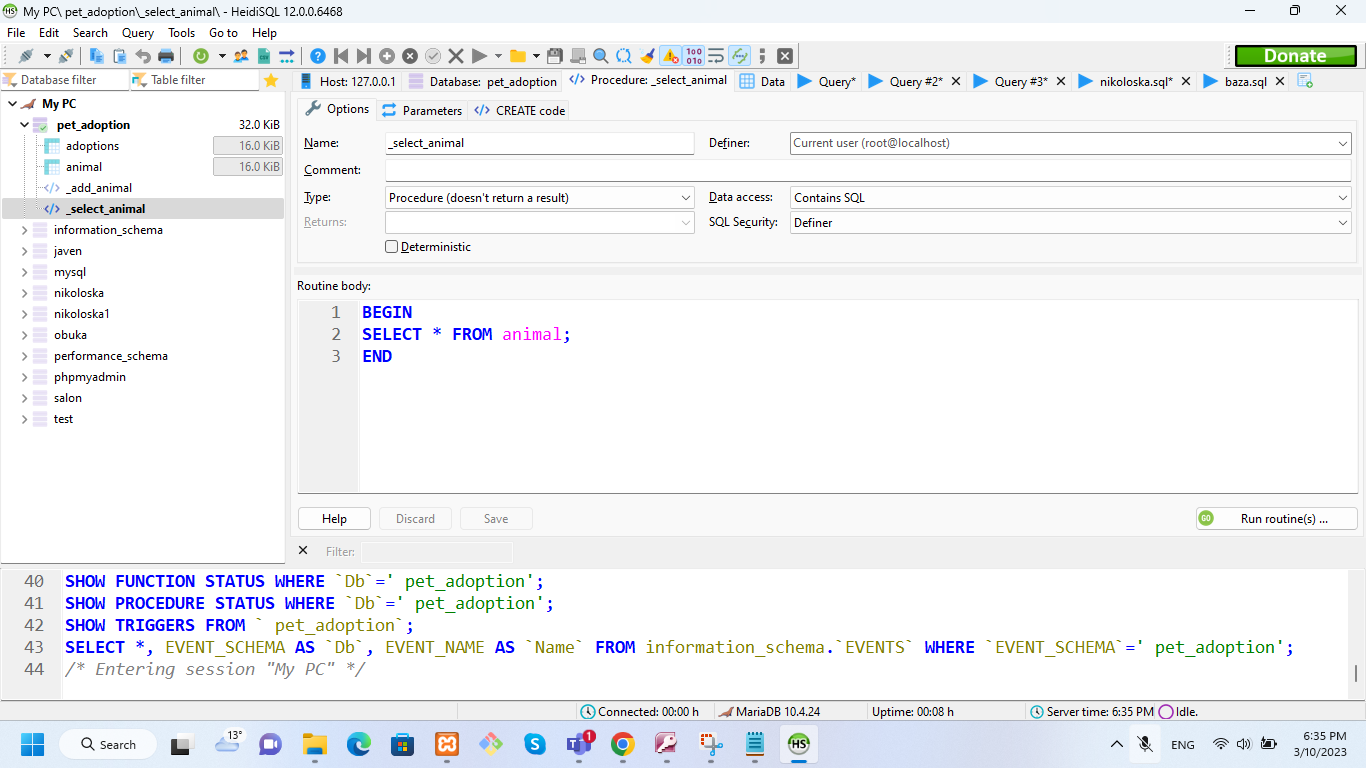 My PC\ pet_adoption\_select_animal\ - HeidiSQL 12.0.0.6468
File Edit Search Query Tools Go to Help
Donate
Database filter Table filter
Host: 127.0.0.1 Database: pet_adoption Procedure: _select_animal Data Query* Query #2* Query #3* nikoloska.sql* baza.sql
My PC
pet_adoption 32.0 KiB
adoptions 16.0 KiB
animal 16.0 KiB
_add_animal
_select_animal
information_schema
javen
mysql
nikoloska
nikoloska1
obuka
performance_schema
phpmyadmin
salon
test
Options Parameters CREATE code
Name: _select_animal Definer: Current user (root@localhost)
Comment:
Type: Procedure (doesn't return a result) Data access: Contains SQL
Returns: SQL Security: Definer
Deterministic
Routine body:
1 BEGIN
2 SELECT * FROM animal;
3 END
Help Discard Save GO Run routine(s) ...
Filter:
40 SHOW FUNCTION STATUS WHERE `Db`=' pet_adoption';
41 SHOW PROCEDURE STATUS WHERE `Db`=' pet_adoption';
42 SHOW TRIGGERS FROM ` pet_adoption`;
43 SELECT *, EVENT_SCHEMA AS `Db`, EVENT_NAME AS `Name` FROM information_schema.`EVENTS` WHERE `EVENT_SCHEMA`=' pet_adoption';
44 /* Entering session "My PC" */
Connected: 00:00 h MariaDB 10.4.24 Uptime: 00:08 h Server time: 6:35 PM Idle.
Search 13° 1 HS ENG 6:35 PM
3/10/2023